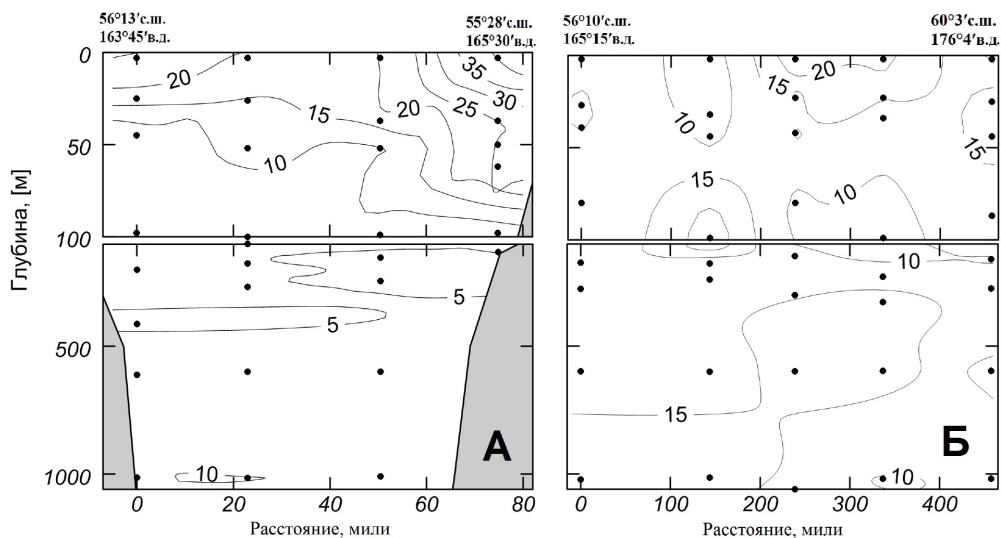 56°13′с.ш.
163°45′в.д.
55°28′с.ш.
165°30′в.д.
56°10′с.ш.
165°15′в.д.
60°3′с.ш.
176°4′в.д.
Глубина, [м]
0
50
100
500
1000
20
15
10
20
25
35
30
5
5
10
А
0
20
40
60
80
Расстояние, мили
10
15
20
15
15
10
10
15
10
Б
0
100
200
300
400
Расстояние, мили